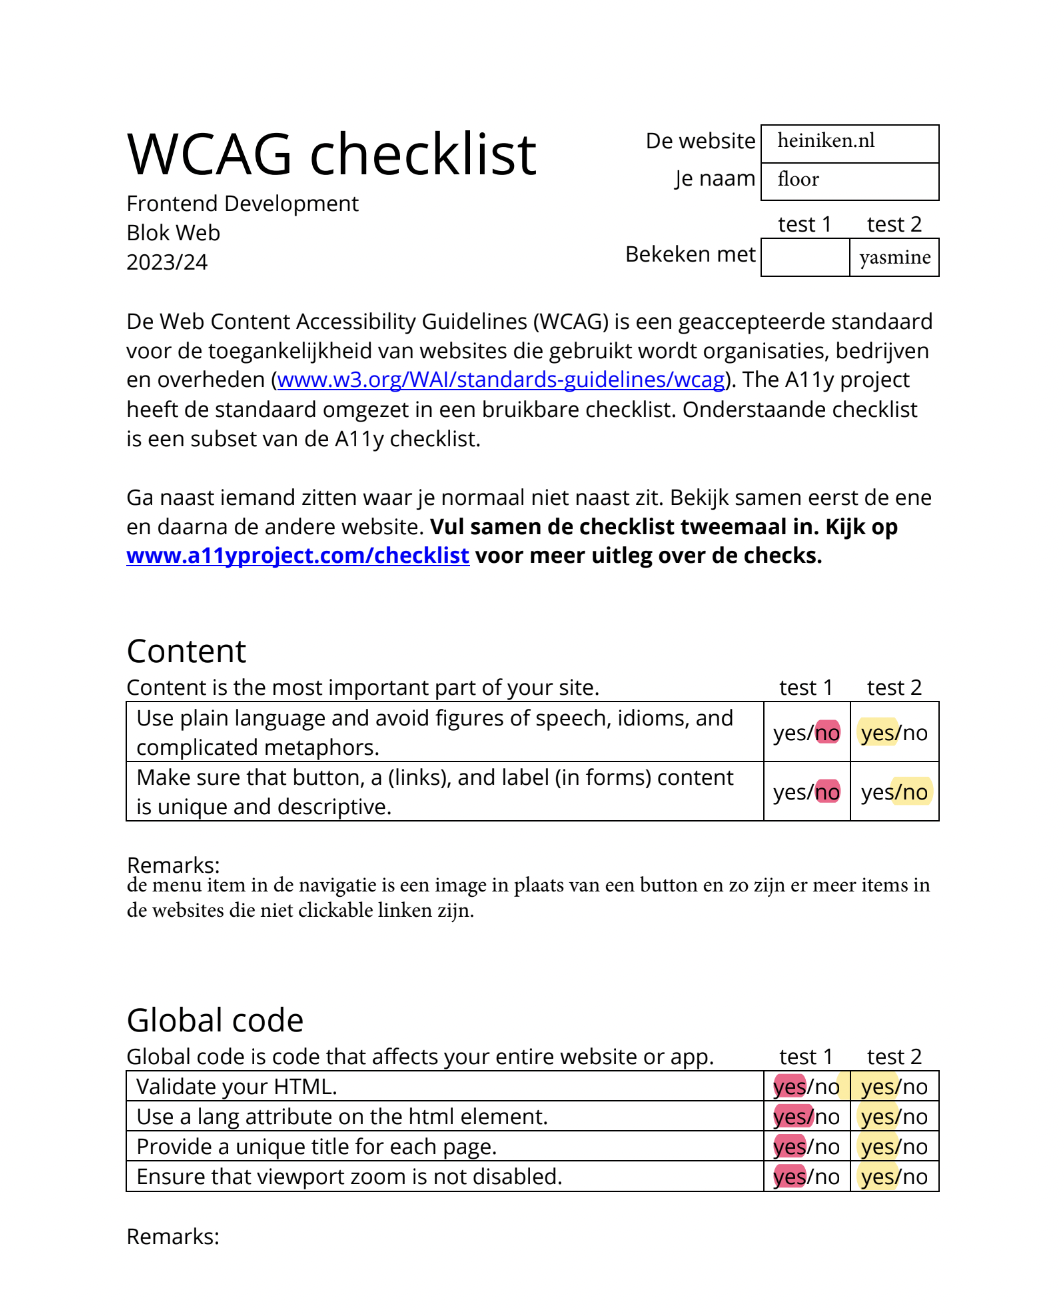 WCAG checklist
Frontend Development
Blok Web
2023/24
De website heiniken.nl
Je naam floor
test 1 test 2
Bekeken met yasmine
De Web Content Accessibility Guidelines (WCAG) is een geaccepteerde standaard
voor de toegankelijkheid van websites die gebruikt wordt organisaties, bedrijven
en overheden (www.w3.org/WAI/standards-guidelines/wcag). The A11y project
heeft de standaard omgezet in een bruikbare checklist. Onderstaande checklist
is een subset van de A11y checklist.
Ga naast iemand zitten waar je normaal niet naast zit. Bekijk samen eerst de ene
en daarna de andere website. Vul samen de checklist tweemaal in. Kijk op
www.a11yproject.com/checklist voor meer uitleg over de checks.
Content
Content is the most important part of your site. test 1 test 2
Use plain language and avoid figures of speech, idioms, and
complicated metaphors.
yes/no yes/no
Make sure that button, a (links), and label (in forms) content
is unique and descriptive.
yes/no yes/no
Remarks:
de menu item in de navigatie is een image in plaats van een button en zo zijn er meer items in
de websites die niet clickable linken zijn.
Global code
Global code is code that affects your entire website or app. test 1 test 2
Validate your HTML. yes/no yes/no
Use a lang attribute on the html element. yes/no yes/no
Provide a unique title for each page. yes/no yes/no
Ensure that viewport zoom is not disabled. yes/no yes/no
Remarks: